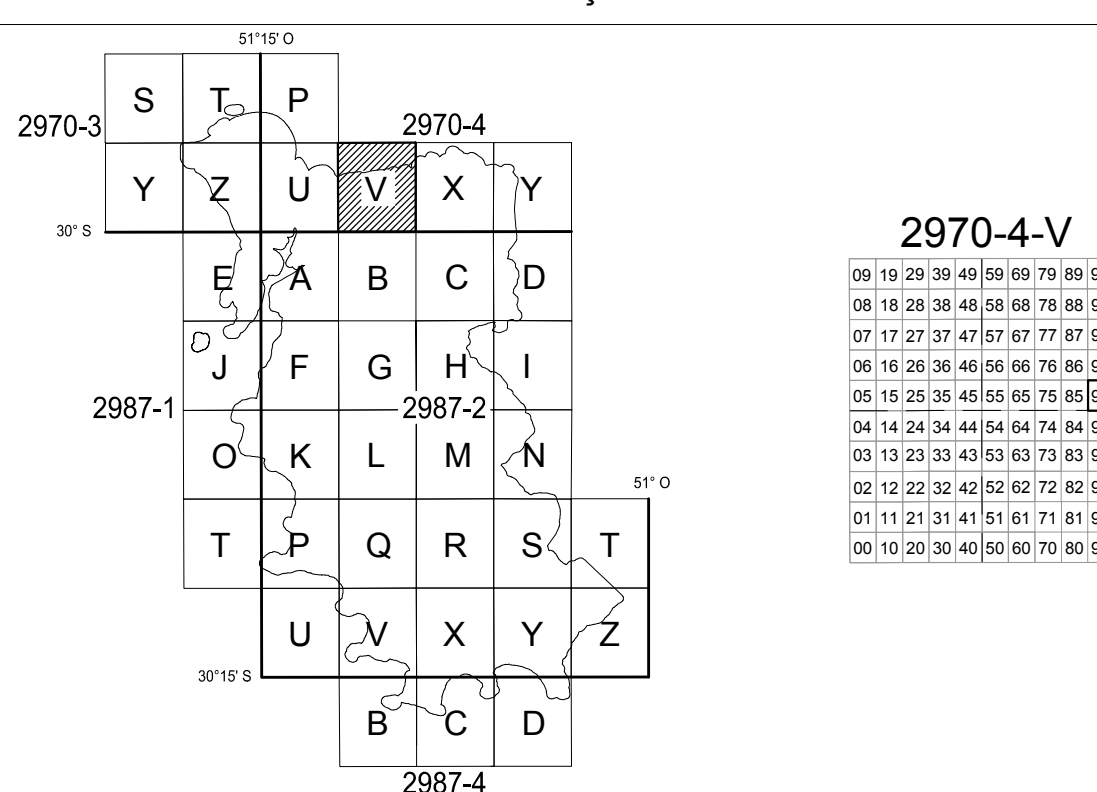 51°15' O
S T P
2970-3
2970-4
Y Z U V X Y
30° S
E A B C D
J F G H I
2987-1
2987-2
O K L M N
51° O
T P Q R S T
U V X Y Z
30°15' S
B C D
2987-4
2970-4-V
09 19 29 39 49 59 69 79 89
08 18 28 38 48 58 68 78 88
07 17 27 37 47 57 67 77 87
06 16 26 36 46 56 66 76 86
05 15 25 35 45 55 65 75 85
04 14 24 34 44 54 64 74 84
03 13 23 33 43 53 63 73 83
02 12 22 32 42 52 62 72 82
01 11 21 31 41 51 61 71 81
00 10 20 30 40 50 60 70 80